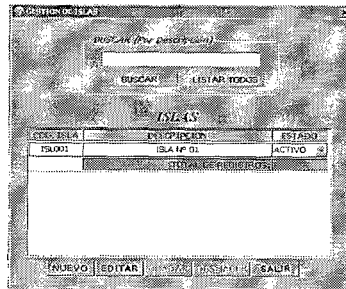 GESTION DE ISLAS
BUSCAR (Por Descripcion)
BUSCAR LISTAR TODOS
ISLAS
COD. ISLA DESCRIPCION ESTADO
ISL001 ISLA Nº 01 ACTIVO
TOTAL DE REGISTROS
NUEVO EDITAR SALIR